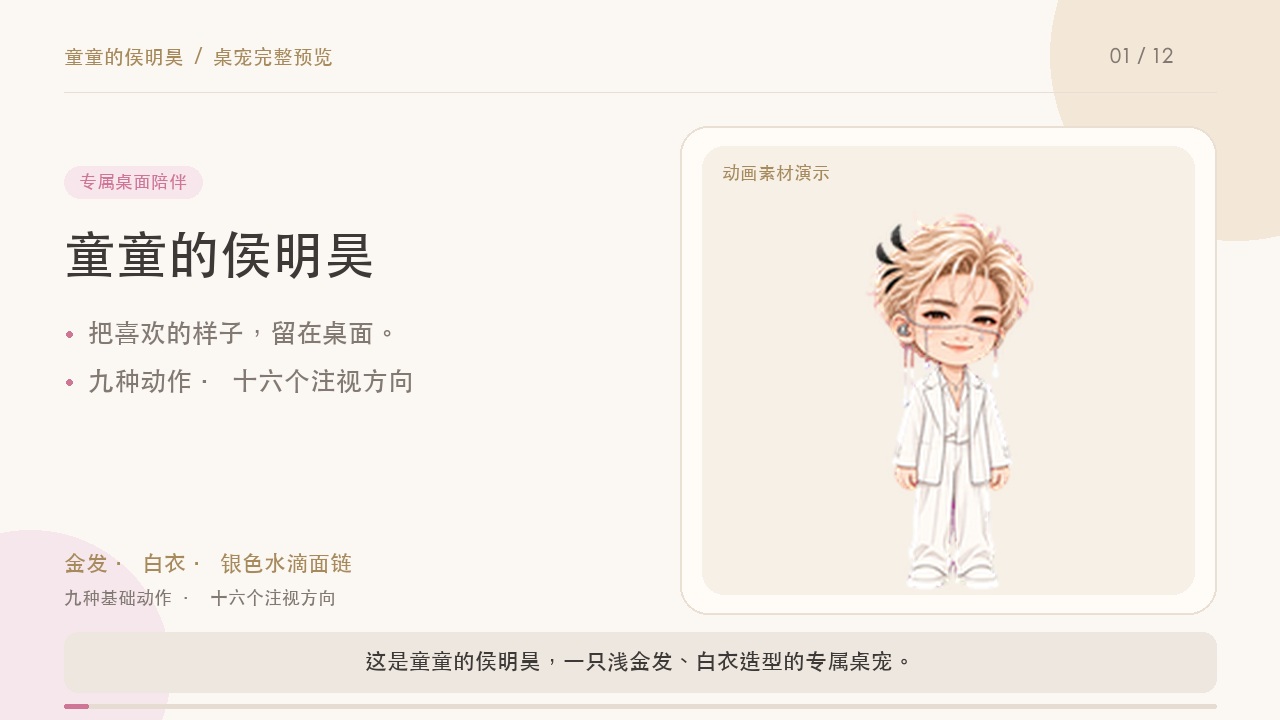 童童的侯明昊 / 桌宠完整预览
01 / 12
专属桌面陪伴
童童的侯明昊
• 把喜欢的样子，留在桌面。
• 九种动作 · 十六个注视方向
动画素材演示
金发 · 白衣 · 银色水滴面链
九种基础动作 · 十六个注视方向
这是童童的侯明昊，一只浅金发、白衣造型的专属桌宠。